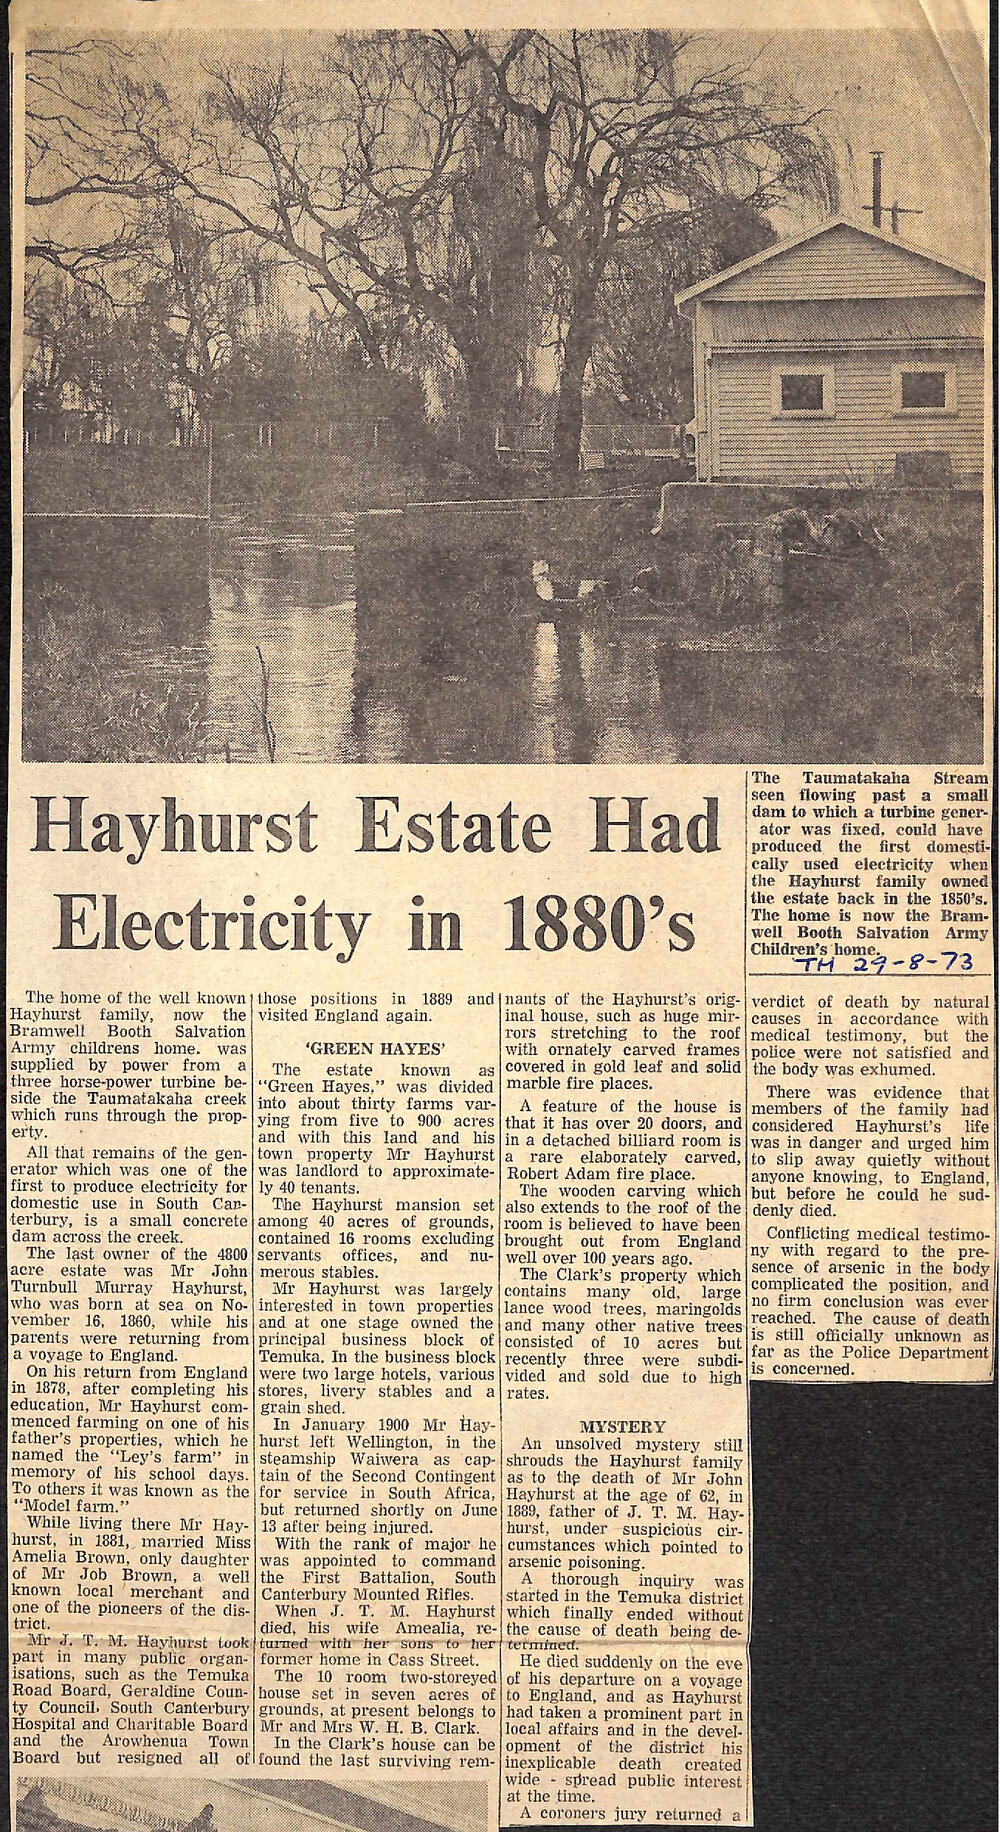 Hayhurst Estate Had
Electricity in 1880's
The Taumatakaha Stream
seen flowing past a small
dam to which a turbine gener-
ator was fixed, could have
produced the first domesti-
cally used electricity when
the Hayhurst family owned
the estate back in the 1850's.
The home is now the Bram-
well Booth Salvation Army
Children's home.
TH 29-8-73
The home of the well known
Hayhurst family, now the
Bramwell Booth Salvation
Army childrens home. was
supplied by power from a
three horse-power turbine be-
side the Taumatakaha creek
which runs through the prop-
erty.
All that remains of the gen-
erator which was one of the
first to produce electricity for
domestic use in South Can-
terbury, is a small concrete
dam across the creek.
The last owner of the 4800
acre estate was Mr John
Turnbull Murray Hayhurst,
who was born at sea on No-
vember 16, 1860, while his
parents were returning from
a voyage to England.
On his return from England
in 1878, after completing his
education, Mr Hayhurst com-
menced farming on one of his
father's properties, which he
named the "Ley's farm" in
memory of his school days.
To others it was known as the
"Model farm."
While living there Mr Hay-
hurst, in 1881, married Miss
Amelia Brown, only daughter
of Mr Job Brown, a well
known local merchant and
one of the pioneers of the dis-
trict.
Mr J. T. M. Hayhurst took
part in many public organ-
isations, such as the Temuka
Road Board, Geraldine Coun-
ty Council, South Canterbury
Hospital and Charitable Board
and the Arowhenua Town
Board but resigned all of
those positions in 1889 and
visited England again.
'GREEN HAYES'
The estate known as
"Green Hayes," was divided
into about thirty farms var-
ying from five to 900 acres
and with this land and his
town property Mr Hayhurst
was landlord to approximate-
ly 40 tenants.
The Hayhurst mansion set
among 40 acres of grounds,
contained 16 rooms excluding
servants offices, and nu-
merous stables.
Mr Hayhurst was largely
interested in town properties
and at one stage owned the
principal business block of
Temuka. In the business block
were two large hotels, various
stores, livery stables and a
grain shed.
In January 1900 Mr Hay-
hurst left Wellington, in the
steamship Waiwera as cap-
tain of the Second Contingent
for service in South Africa,
but returned shortly on June
13 after being injured.
With the rank of major he
was appointed to command
the First Battalion, South
Canterbury Mounted Rifles.
When J. T. M. Hayhurst
died, his wife Amealia, re-
turned with her sons to her
former home in Cass Street.
The 10 room two-storeyed
house set in seven acres of
grounds, at present belongs to
Mr and Mrs W. H. B. Clark.
In the Clark's house can be
found the last surviving rem-
nants of the Hayhurst's orig-
inal house, such as huge mir-
rors stretching to the roof
with ornately carved frames
covered in gold leaf and solid
marble fire places.
A feature of the house is
that it has over 20 doors, and
in a detached billiard room is
a rare elaborately carved,
Robert Adam fire place.
The wooden carving which
also extends to the roof of the
room is believed to have been
brought out from England
well over 100 years ago.
The Clark's property which
contains many old, large
lance wood trees, maringolds
and many other native trees
consisted of 10 acres but
recently three were subdi-
vided and sold due to high
rates.
MYSTERY
An unsolved mystery still
shrouds the Hayhurst family
as to the death of Mr John
Hayhurst at the age of 62, in
1889, father of J. T. M. Hay-
hurst, under suspicious cir-
cumstances which pointed to
arsenic poisoning.
A thorough inquiry was
started in the Temuka district
which finally ended without
the cause of death being de-
termined.
He died suddenly on the eve
of his departure on a voyage
to England, and as Hayhurst
had taken a prominent part in
local affairs and in the devel-
opment of the district his
inexplicable death created
wide - spread public interest
at the time.
A coroners jury returned a
verdict of death by natural
causes in accordance with
medical testimony, but the
police were not satisfied and
the body was exhumed.
There was evidence that
members of the family had
considered Hayhurst's life
was in danger and urged him
to slip away quietly without
anyone knowing, to England,
but before he could he sud-
denly died.
Conflicting medical testimo-
ny with regard to the pre-
sence of arsenic in the body
complicated the position, and
no firm conclusion was ever
reached. The cause of death
is still officially unknown as
far as the Police Department
is concerned.